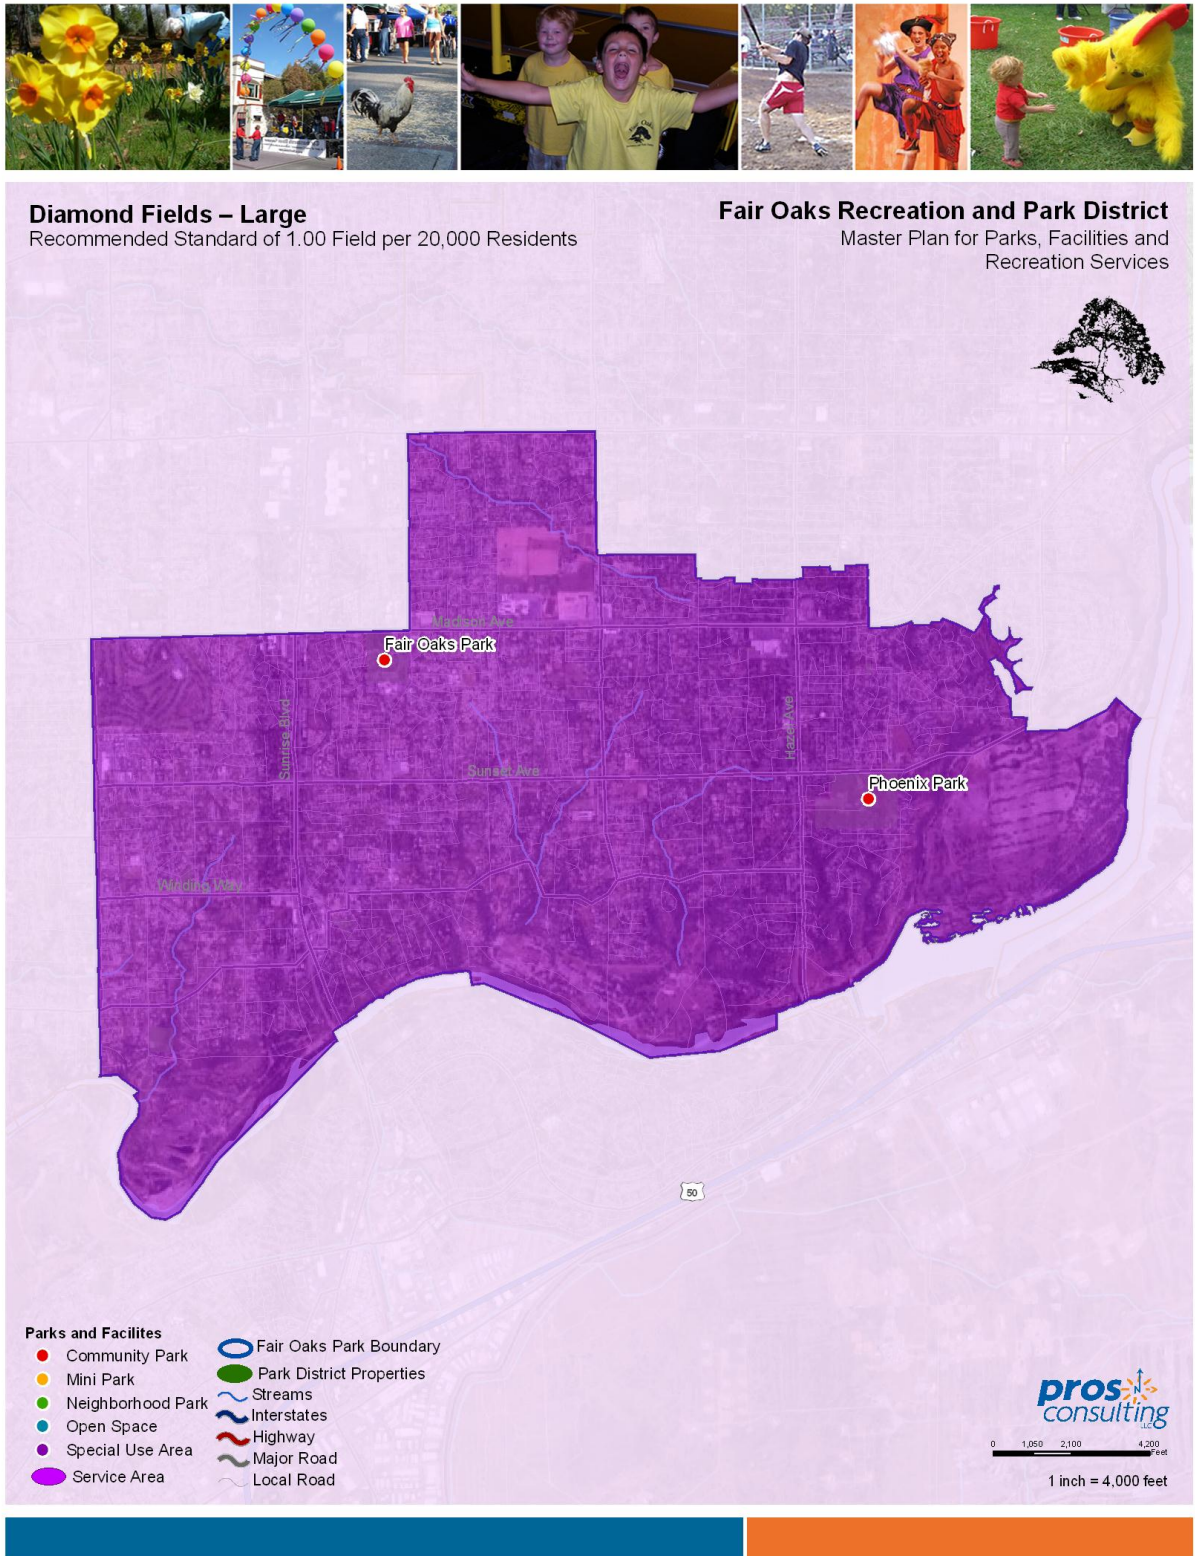 Diamond Fields – Large
Recommended Standard of 1.00 Field per 20,000 Residents
Fair Oaks Recreation and Park District
Master Plan for Parks, Facilities and
Recreation Services
Madison Ave
Fair Oaks Park
Sunrise Blvd
Hazel Ave
Sunset Ave
Phoenix Park
Winding Way
50
Parks and Facilites
Community Park
Mini Park
Neighborhood Park
Open Space
Special Use Area
Service Area
Fair Oaks Park Boundary
Park District Properties
Streams
Interstates
Highway
Major Road
Local Road
N
pros
consulting
LLC
0 1,050 2,100 4,200
Feet
1 inch = 4,000 feet